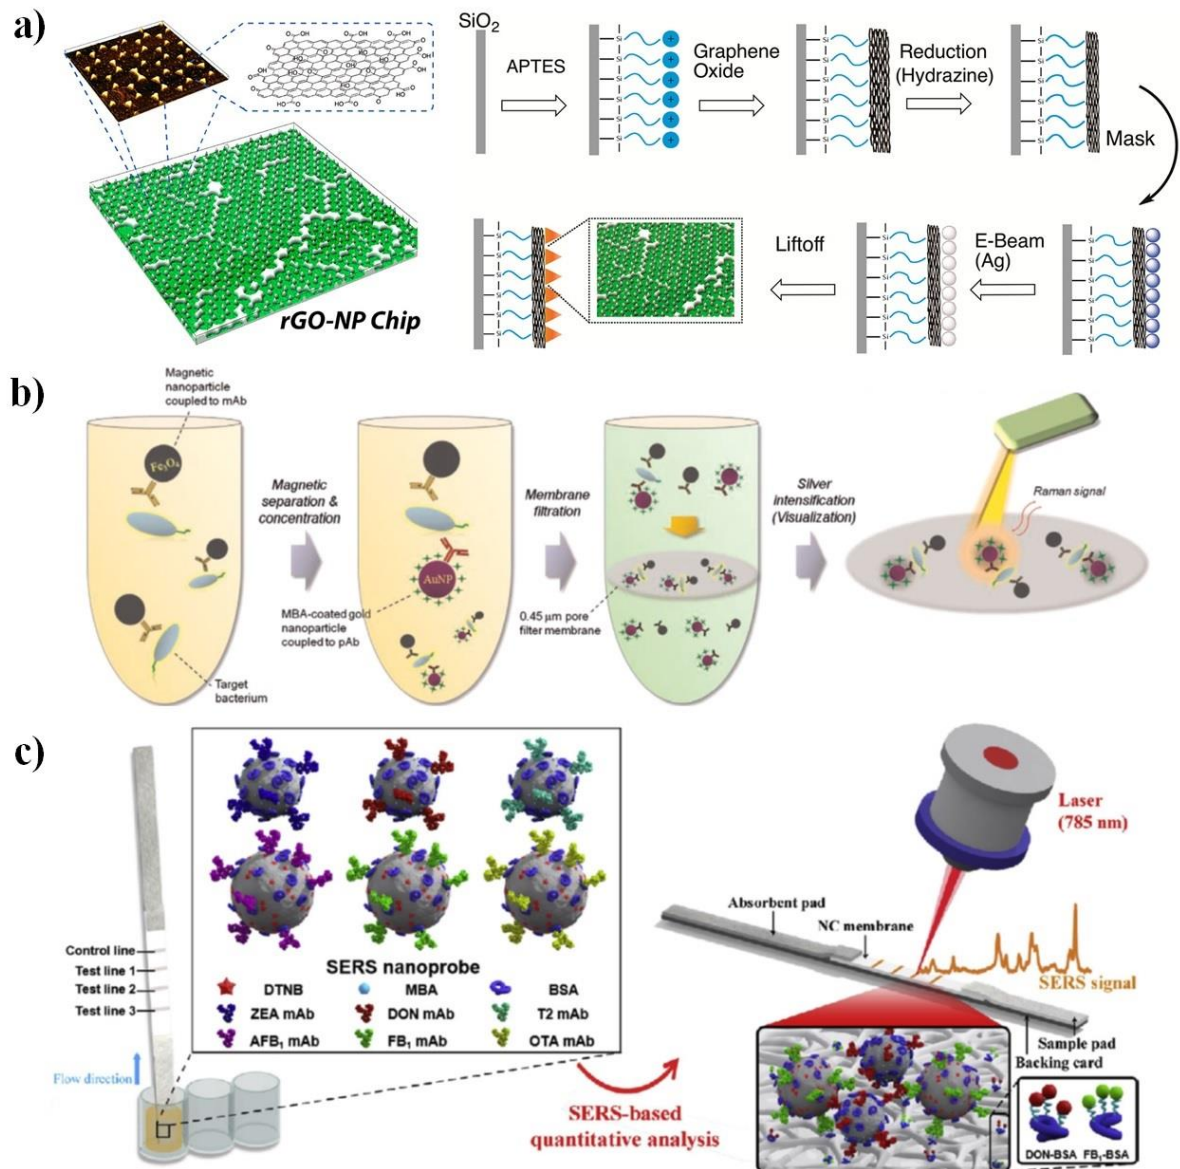 a)
SiO2
APTES
Graphene
Oxide
Reduction
(Hydrazine)
Mask
E-Beam
(Ag)
Liftoff
rGO-NP Chip
b)
Magnetic
nanoparticle
coupled to mAb
Fe3O4
Target
bacterium
Magnetic
separation &
concentration
AuNP
MBA-coated gold
nanoparticle
coupled to pAb
Membrane
filtration
0.45 µm pore
filter membrane
Silver
intensification
(Visualization)
Raman signal
c)
Control line
Test line 1
Test line 2
Test line 3
Flow direction
SERS nanoprobe
DTNB MBA BSA
ZEA mAb DON mAb T2 mAb
AFB1 mAb FB1 mAb OTA mAb
SERS-based
quantitative analysis
Laser
(785 nm)
Absorbent pad
NC membrane
SERS signal
Sample pad
Backing card
DON-BSA FB1-BSA